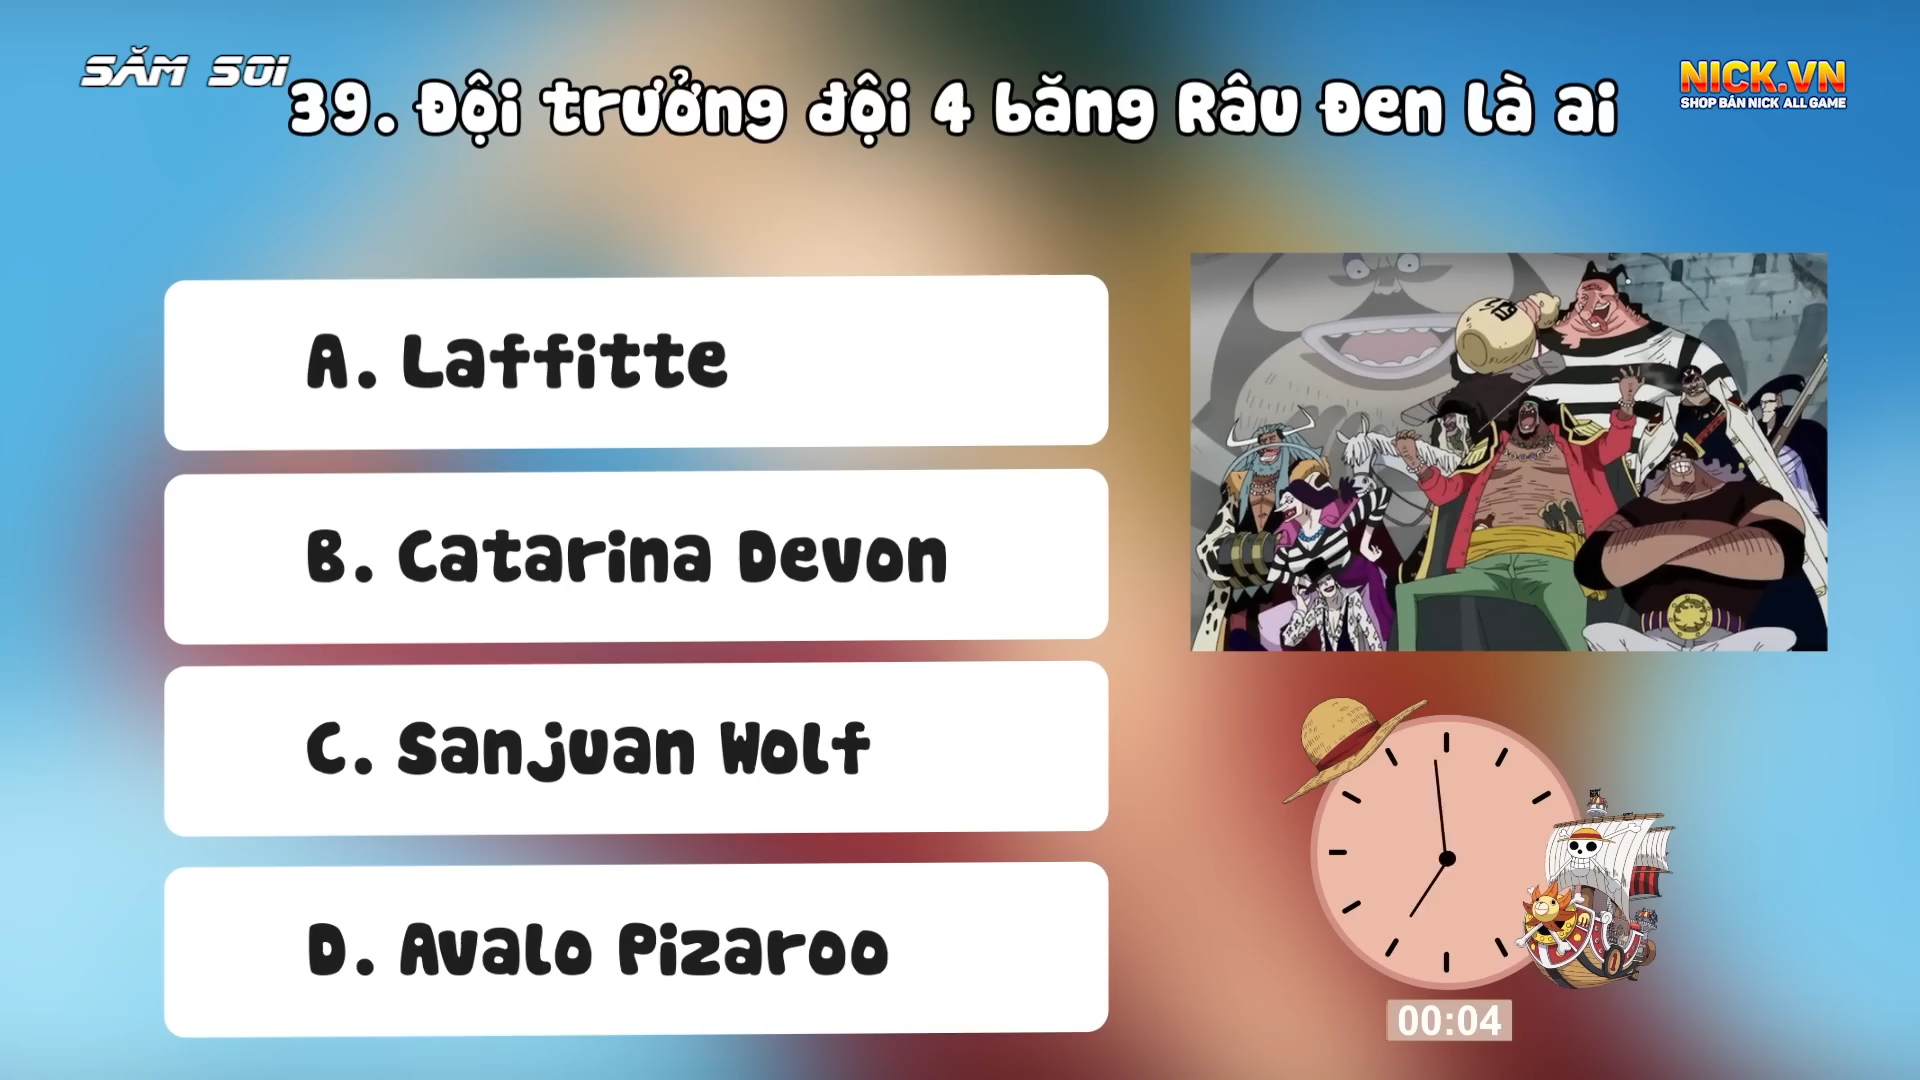 SĂM SOI
39. Đội trưởng đội 4 băng Râu Đen là ai
NICK.VN
SHOP BÁN NICK ALL GAME
A. Laffitte
B. Catarina Devon
C. Sanjuan Wolf
D. Avalo Pizaroo
00:04